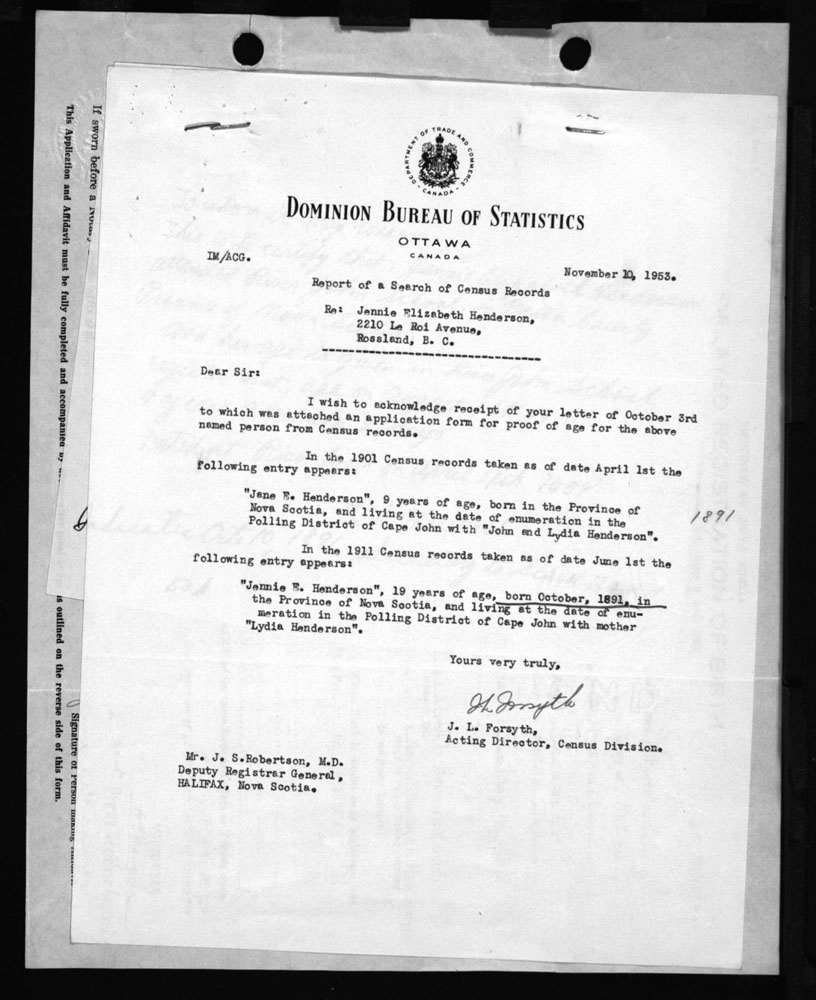 DEPARTMENT OF TRADE AND COMMERCE
CANADA
DOMINION BUREAU OF STATISTICS
OTTAWA
CANADA
IM/ACG.
November 10, 1953.
Report of a Search of Census Records
Re: Jennie Elizabeth Henderson,
2210 Le Roi Avenue,
Rossland, B. C.
Dear Sir:
I wish to acknowledge receipt of your letter of October 3rd
to which was attached an application form for proof of age for the above
named person from Census records.
In the 1901 Census records taken as of date April 1st the
following entry appears:
"Jane E. Henderson", 9 years of age, born in the Province of
Nova Scotia, and living at the date of enumeration in the
Polling District of Cape John with "John and Lydia Henderson".
1891
In the 1911 Census records taken as of date June 1st the
following entry appears:
"Jennie E. Henderson", 19 years of age, born October, 1891, in
the Province of Nova Scotia, and living at the date of enu-
meration in the Polling District of Cape John with mother
"Lydia Henderson".
Yours very truly,
J L Forsyth
J. L. Forsyth,
Acting Director, Census Division.
Mr. J. S.Robertson, M.D.
Deputy Registrar General,
HALIFAX, Nova Scotia.
If sworn before a Notary
This Application and Affidavit must be fully completed and accompanied by
is outlined on the reverse side of this form.
Signature of Person making